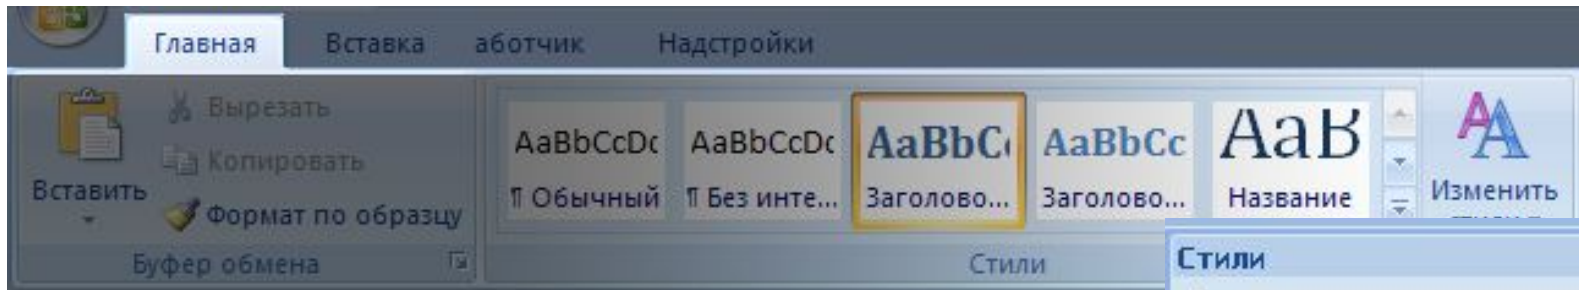 Главная Вставка аботчик Надстройки
Вырезать
Копировать
Вставить
Формат по образцу
Буфер обмена
AaBbCcDc AaBbCcDc AaBbC AaBbCc AaB
¶ Обычный ¶ Без инте... Заголово... Заголово... Название
Изменить
Стили
Стили